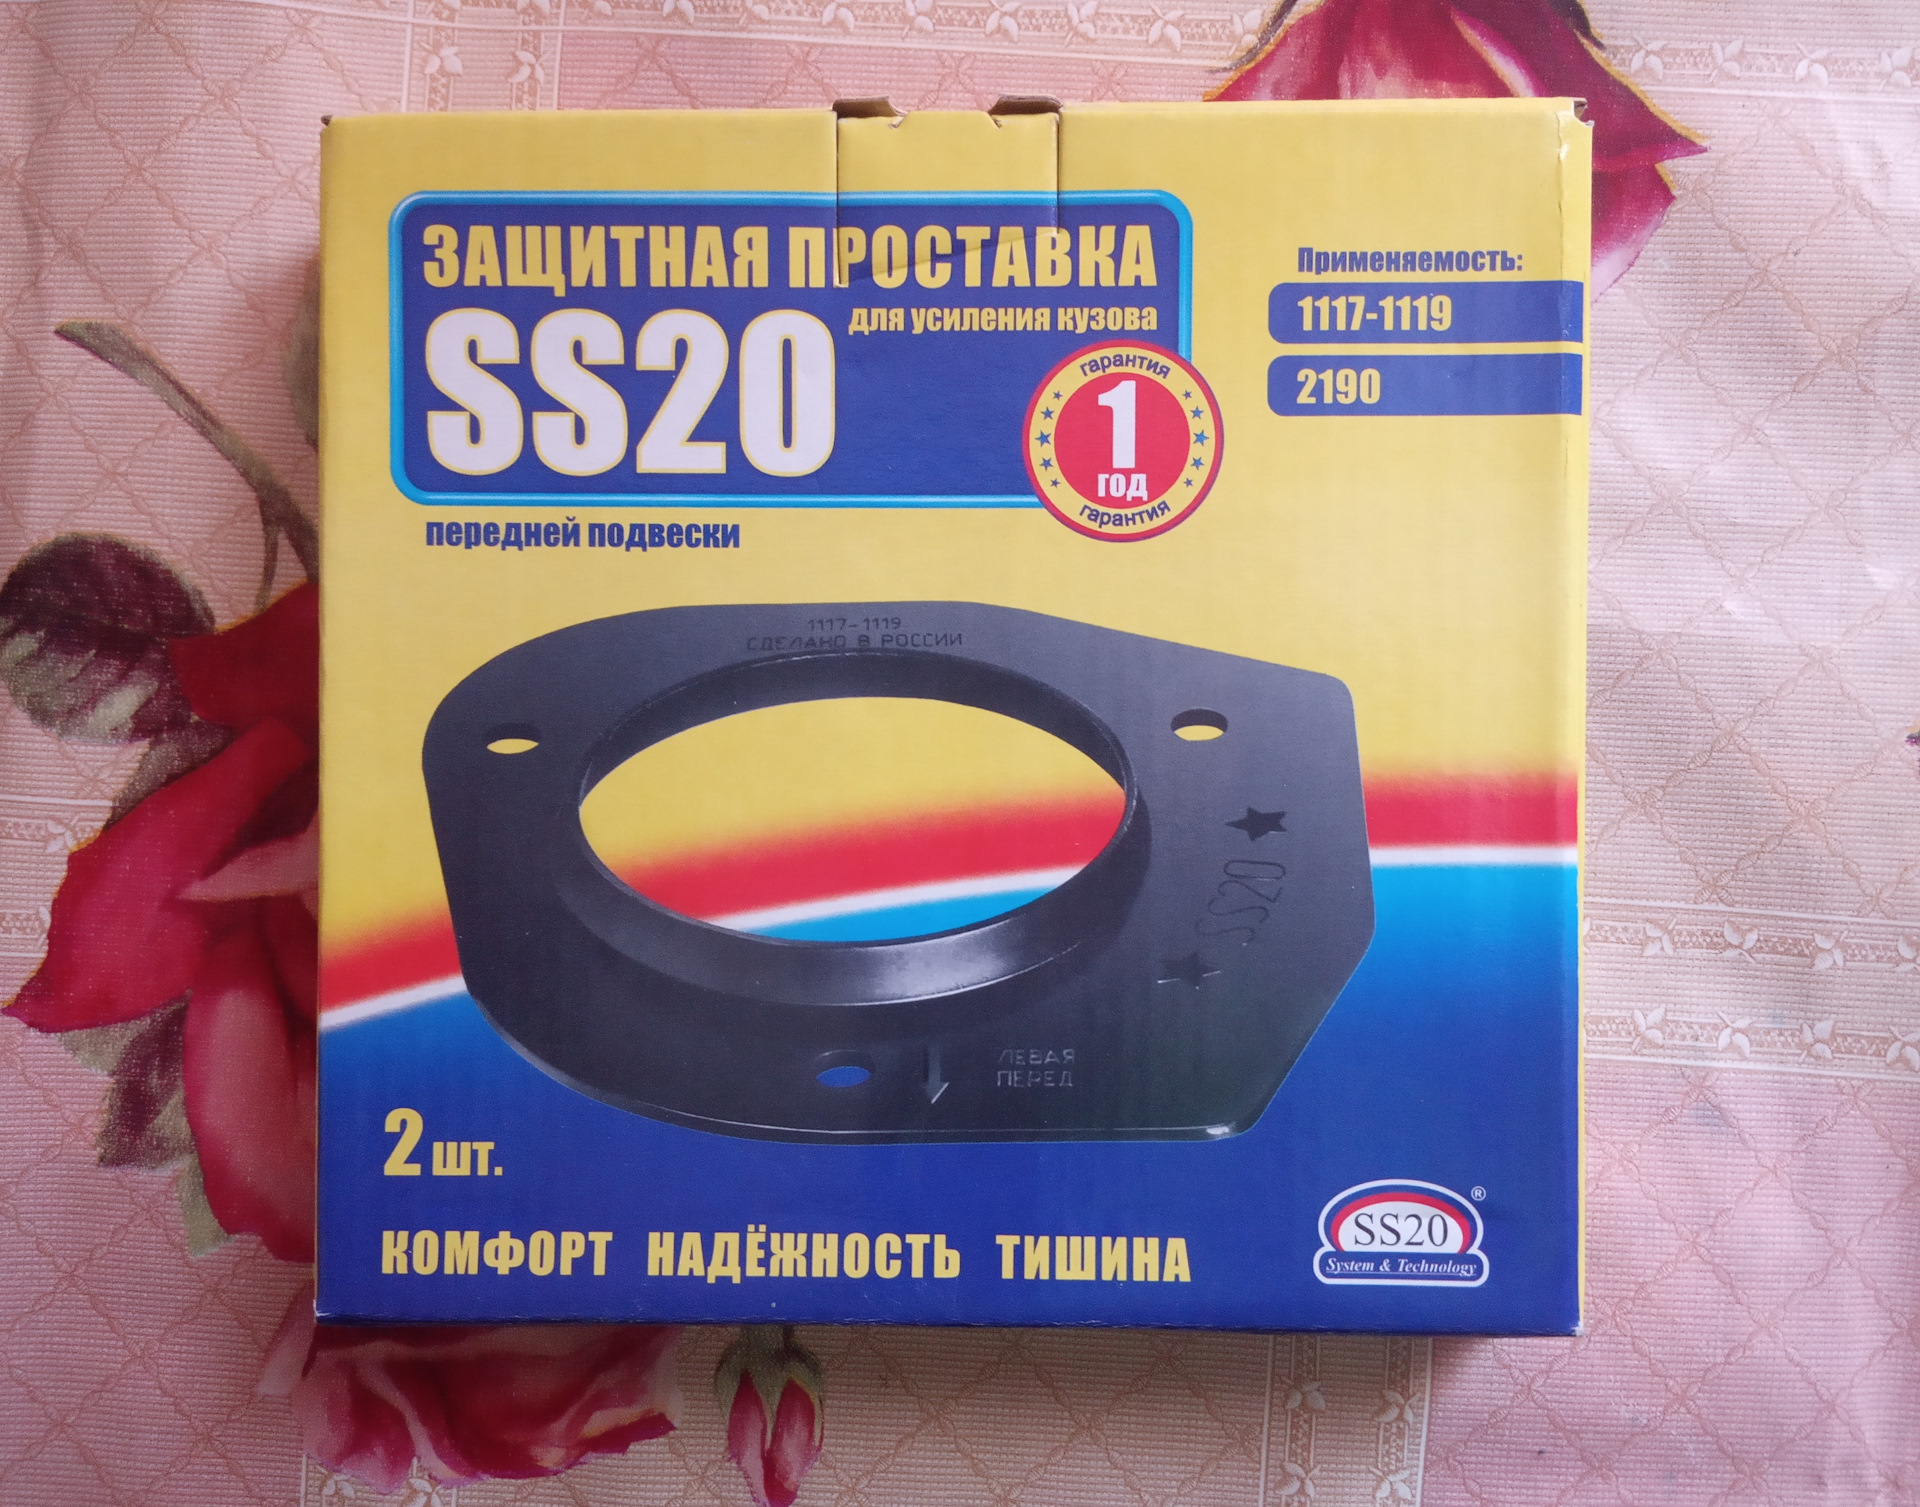 ЗАЩИТНАЯ ПРОСТАВКА
для усиления кузова
SS20
гарантия
1
год
гарантия
передней подвески
Применяемость:
1117-1119
2190
1117-1119
СДЕЛАНО В РОССИИ
★ SS20 ★
ЛЕВАЯ
ПЕРЕД
2 шт.
КОМФОРТ НАДЁЖНОСТЬ ТИШИНА
SS20 ®
System & Technology